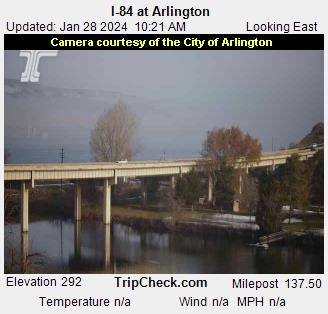 I-84 at Arlington
Updated: Jan 28 2024 10:21 AM Looking East
Camera courtesy of the City of Arlington
Elevation 292 TripCheck.com Milepost 137.50
Temperature n/a Wind n/a MPH n/a